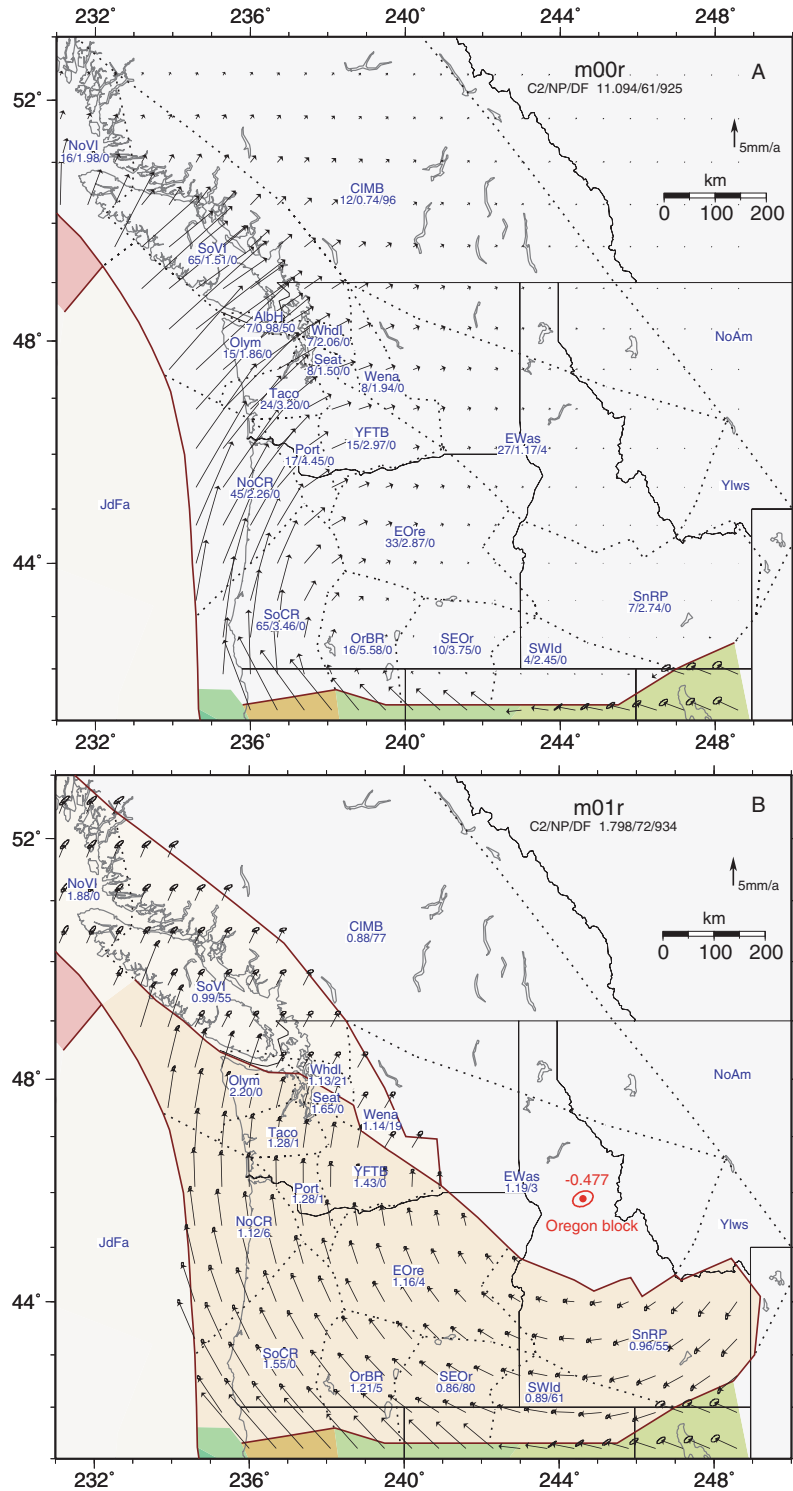 232 236 240 244 248
m00r
A
C2/NP/DF 11.094/61/925
52°
5mm/a
NoVI
16/1.98/0
km
CIMB
12/0.74/96
0 100 200
SoVI
65/1.51/0
AlbH
7/0.98/50
Whdl
7/2.06/0
NoAm
48°
Olym
15/1.86/0
Seat
8/1.50/0
Wena
8/1.94/0
Taco
24/3.20/0
YFTB
15/2.97/0
EWas
27/1.17/4
Port
17/4.45/0
NoCR
45/2.26/0
Ylws
JdFa
EOre
33/2.87/0
44°
SnRP
7/2.74/0
SoCR
65/3.46/0
OrBR
16/5.58/0
SEOr
10/3.75/0
SWId
4/2.45/0
232° 236° 240° 244° 248°
m01r
B
C2/NP/DF 1.798/72/934
52°
5mm/a
NoVI
1.88/0
km
CIMB
0.88/77
0 100 200
SoVI
0.99/55
Whdl
1.13/21
NoAm
48°
Olym
2.20/0
Seat
1.65/0
Wena
1.14/19
Taco
1.28/1
YFTB
1.43/0
EWas
1.19/3
-0.477
Port
1.28/1
Oregon block
NoCR
1.12/6
Ylws
JdFa
EOre
1.16/4
44°
SnRP
0.96/55
SoCR
1.55/0
OrBR
1.21/5
SEOr
0.86/80
SWId
0.89/61
232° 236° 240° 244° 248°